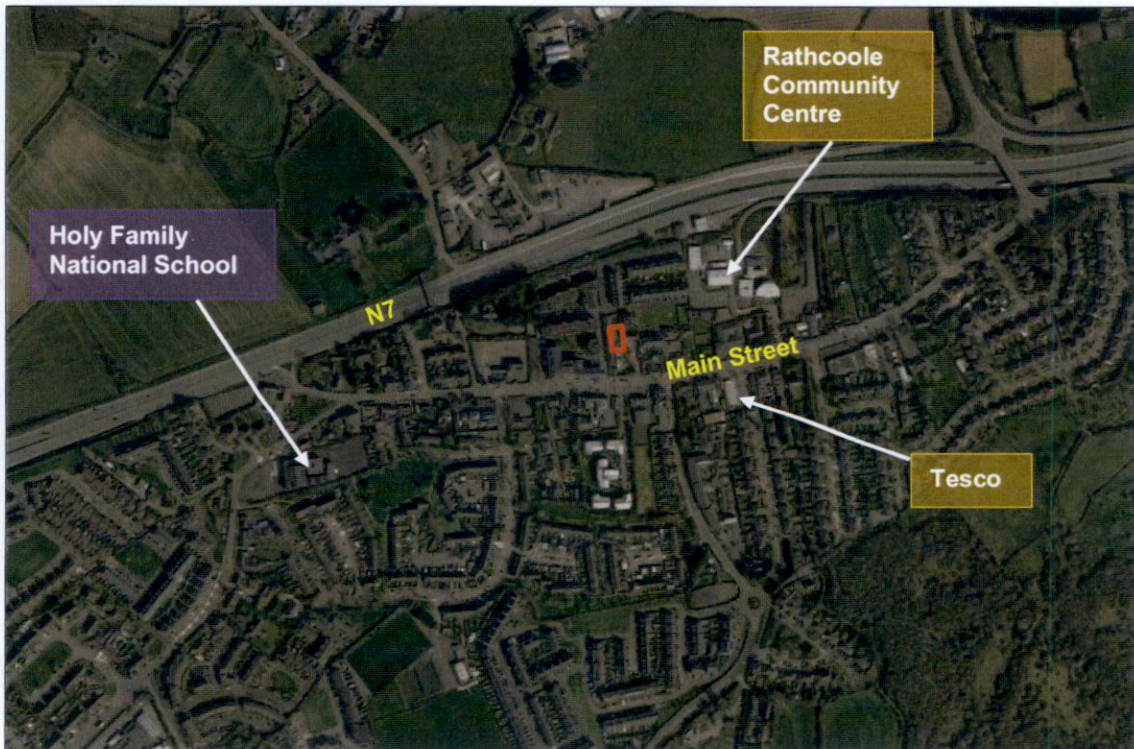 Rathcoole
Community
Centre
Holy Family
National School
N7
Main Street
Tesco